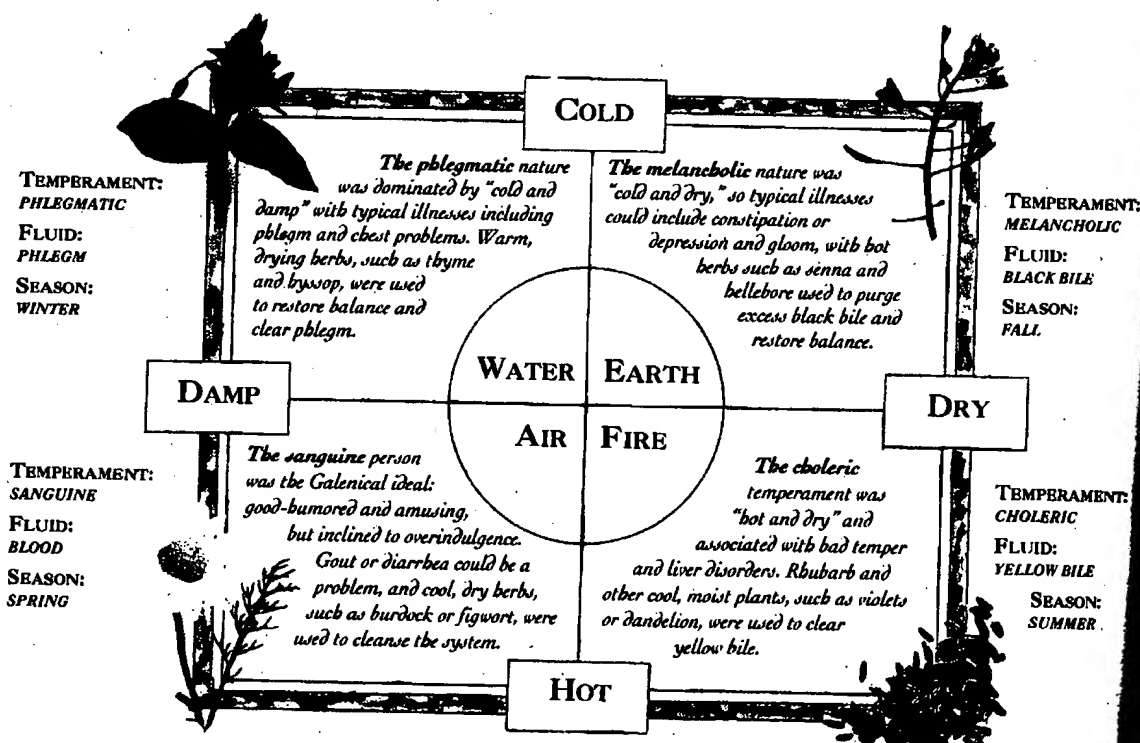 COLD
TEMPERAMENT:
PHLEGMATIC
FLUID:
PHLEGM
SEASON:
WINTER
The phlegmatic nature
was dominated by "cold and
damp" with typical illnesses including
phlegm and chest problems. Warm,
drying herbs, such as thyme
and hyssop, were used
to restore balance and
clear phlegm.
The melancholic nature was
"cold and dry," so typical illnesses
could include constipation or
depression and gloom, with hot
herbs such as senna and
hellebore used to purge
excess black bile and
restore balance.
TEMPERAMENT:
MELANCHOLIC
FLUID:
BLACK BILE
SEASON:
FALL
WATER EARTH
DAMP
DRY
AIR FIRE
TEMPERAMENT:
SANGUINE
FLUID:
BLOOD
SEASON:
SPRING
The sanguine person
was the Galenical ideal:
good-humored and amusing,
but inclined to overindulgence.
Gout or diarrhea could be a
problem, and cool, dry herbs,
such as burdock or figwort, were
used to cleanse the system.
The choleric
temperament was
"hot and dry" and
associated with bad temper
and liver disorders. Rhubarb and
other cool, moist plants, such as violets
or dandelion, were used to clear
yellow bile.
TEMPERAMENT:
CHOLERIC
FLUID:
YELLOW BILE
SEASON:
SUMMER
HOT